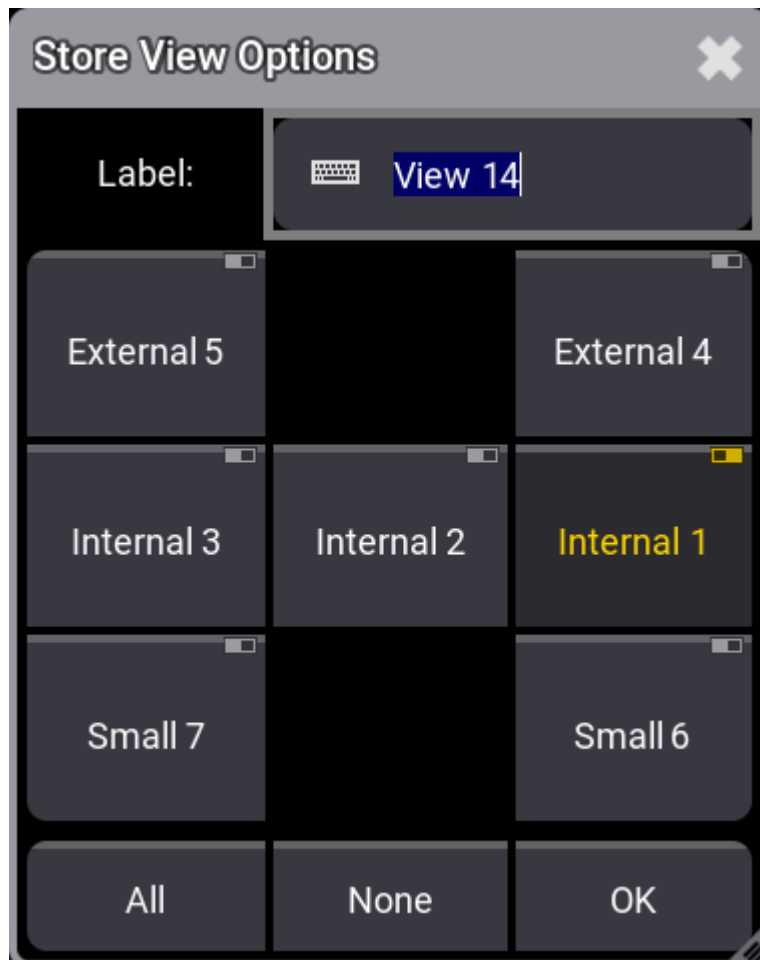 Store View Options
Label:
View 14
External 5
External 4
Internal 3
Internal 2
Internal 1
Small 7
Small 6
All
None
OK